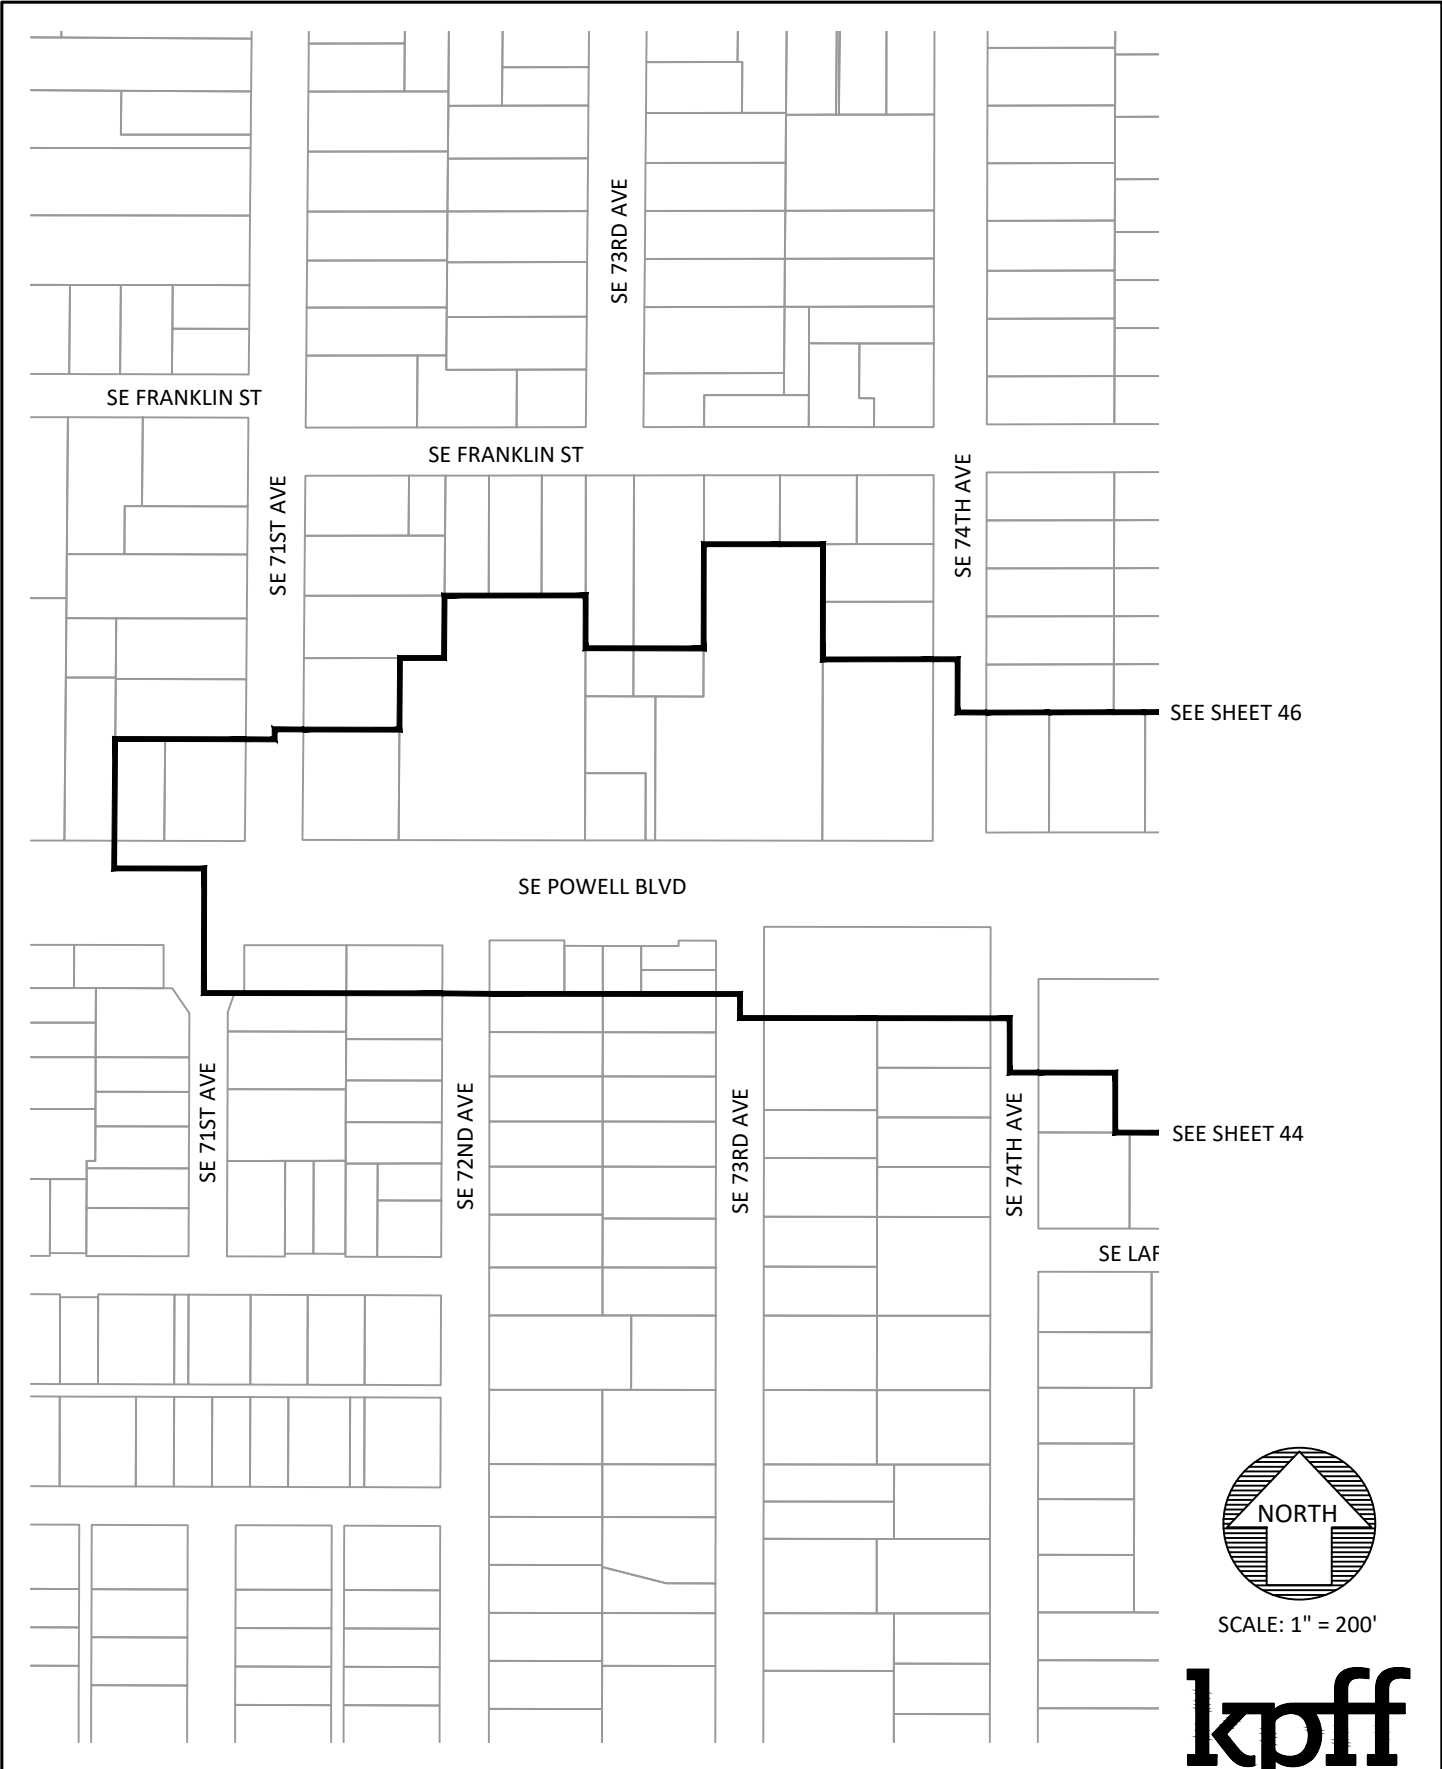 SE 73RD AVE
SE FRANKLIN ST
SE FRANKLIN ST
SE 71ST AVE
SE 74TH AVE
SEE SHEET 46
SE POWELL BLVD
SE 71ST AVE
SE 72ND AVE
SE 73RD AVE
SE 74TH AVE
SEE SHEET 44
SE LAF
NORTH
SCALE: 1" = 200'
kpff